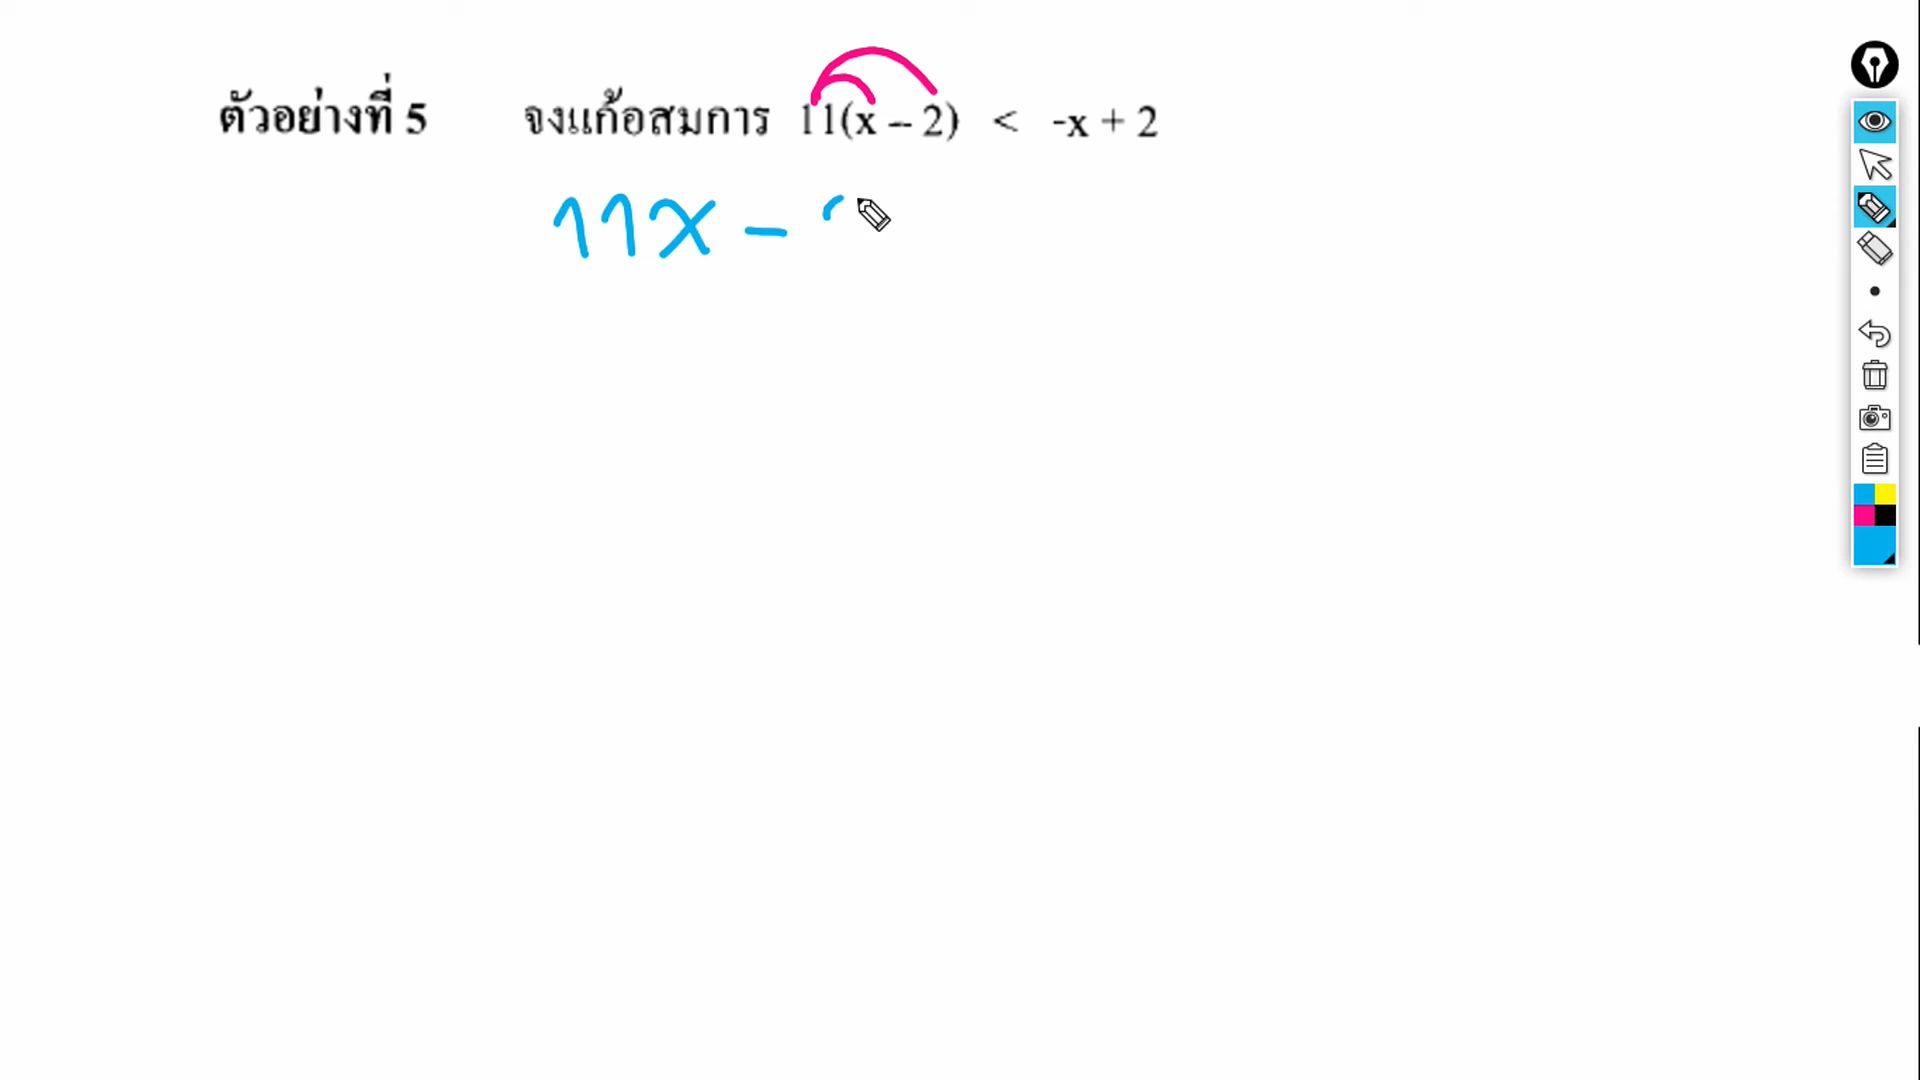 ตัวอย่างที่ 5 จงแก้อสมการ 11(x – 2) < -x + 2
11x –